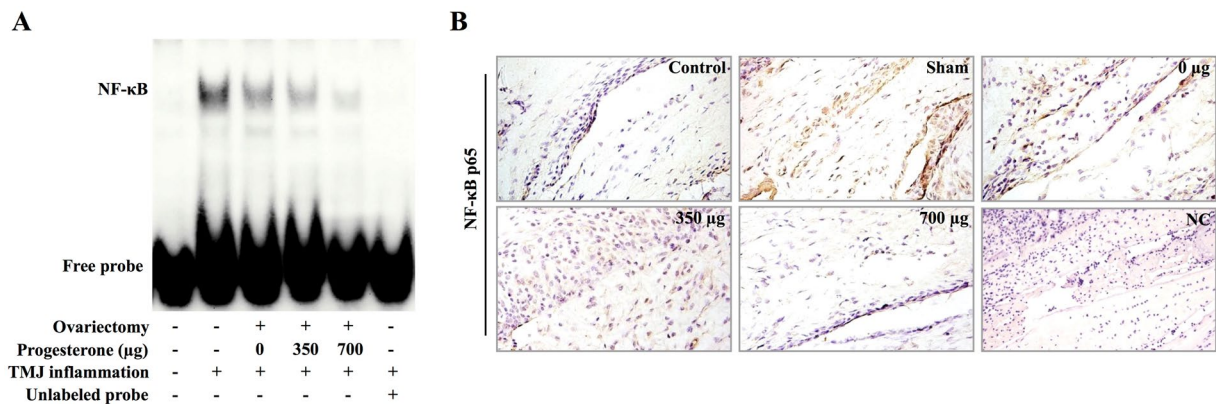 A
NF-κB
Free probe
Ovariectomy - - + + + -
Progesterone (µg) - - 0 350 700 -
TMJ inflammation - + + + + +
Unlabeled probe - - - - - +
B
NF-κB p65
Control
Sham
0 µg
350 µg
700 µg
NC